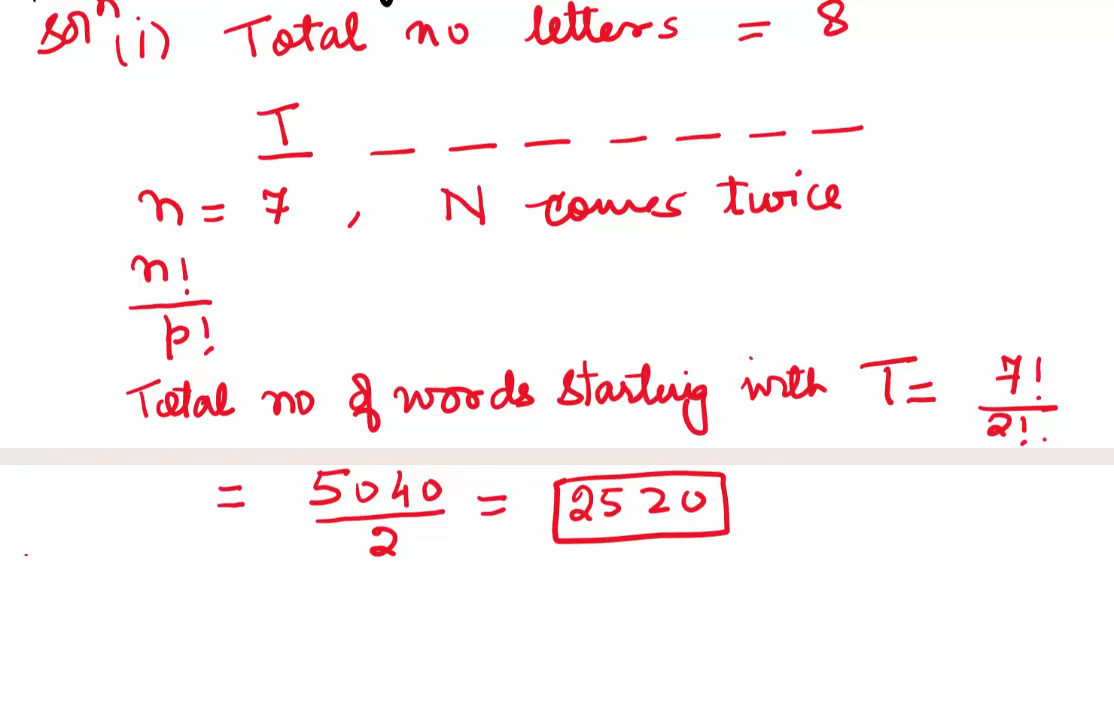 Solⁿ (i) Total no letters = 8
T _ _ _ _ _ _ _
n = 7 , N comes twice
n!
p!
Total no of words starting with T = 7!/2!.
= 5040/2 = 2520